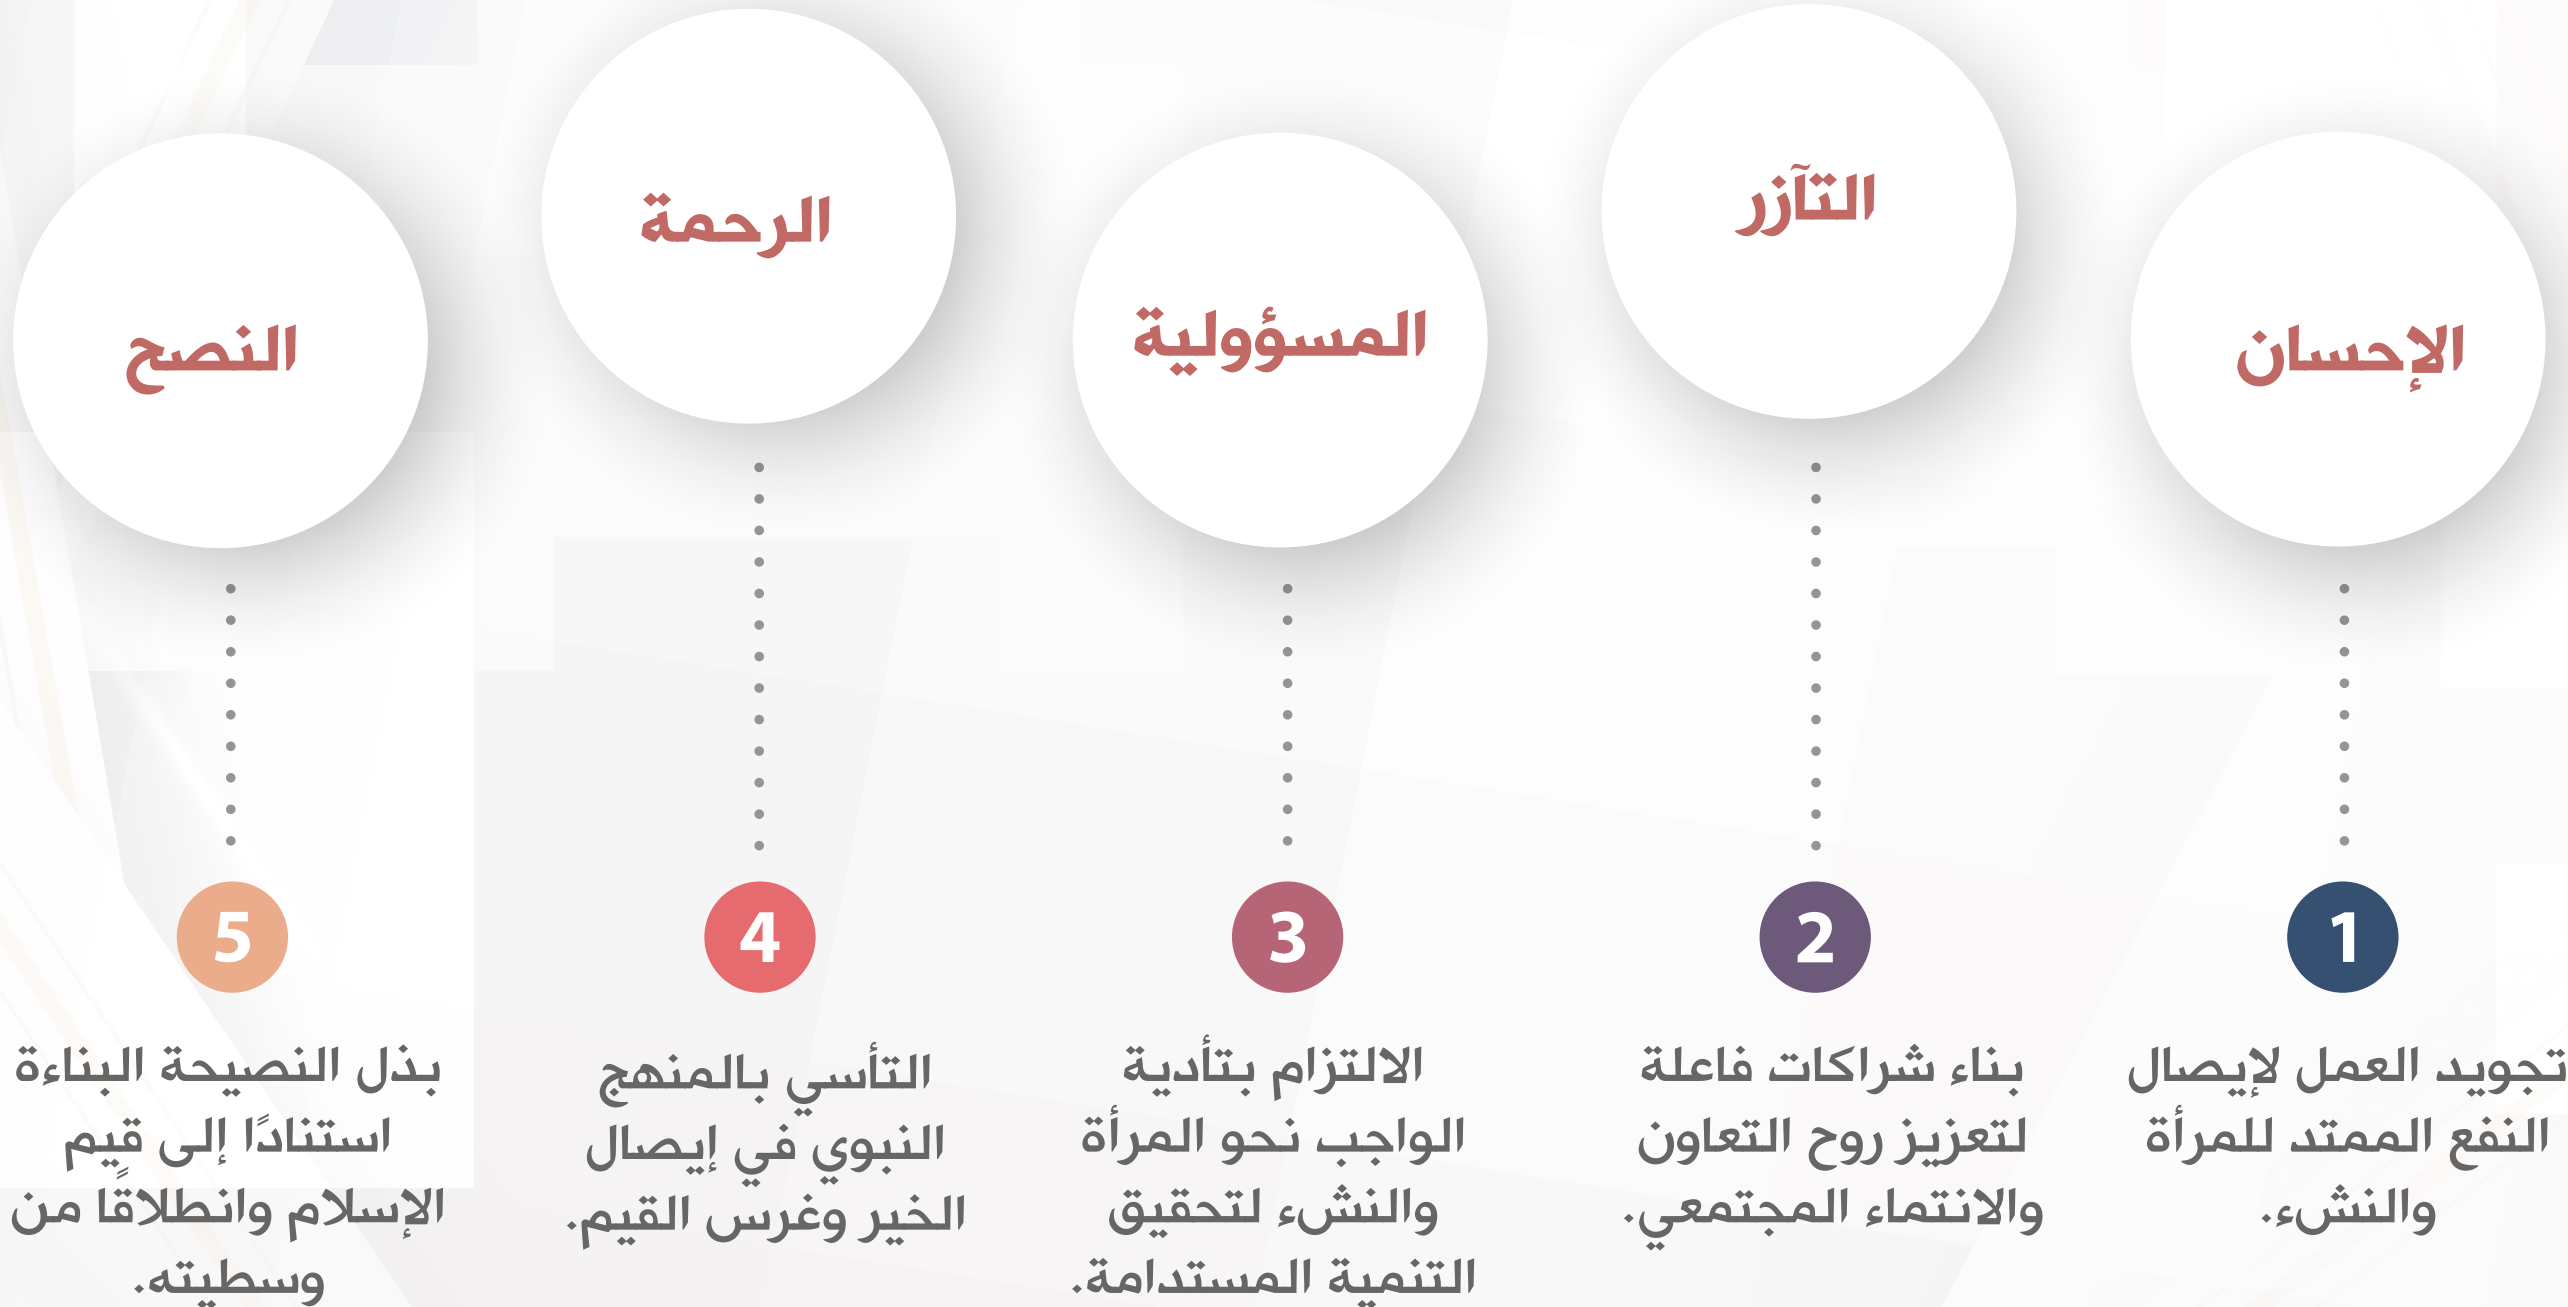 الإحسان
1
تجويد العمل لإيصال
النفع الممتد للمرأة
والنشء.
التآزر
2
بناء شراكات فاعلة
لتعزيز روح التعاون
والانتماء المجتمعي.
المسؤولية
3
الالتزام بتأدية
الواجب نحو المرأة
والنشء لتحقيق
التنمية المستدامة.
الرحمة
4
التأسي بالمنهج
النبوي في إيصال
الخير وغرس القيم.
النصح
5
بذل النصيحة البناءة
استنادًا إلى قيم
الإسلام وانطلاقًا من
وسطيته.